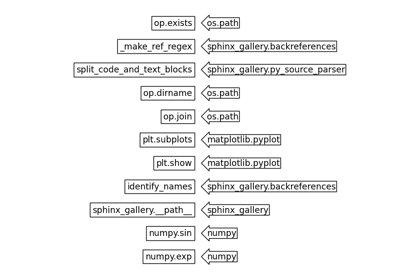 op.exists os.path
_make_ref_regex sphinx_gallery.backreferences
split_code_and_text_blocks sphinx_gallery.py_source_parser
op.dirname os.path
op.join os.path
plt.subplots matplotlib.pyplot
plt.show matplotlib.pyplot
identify_names sphinx_gallery.backreferences
sphinx_gallery.__path__ sphinx_gallery
numpy.sin numpy
numpy.exp numpy